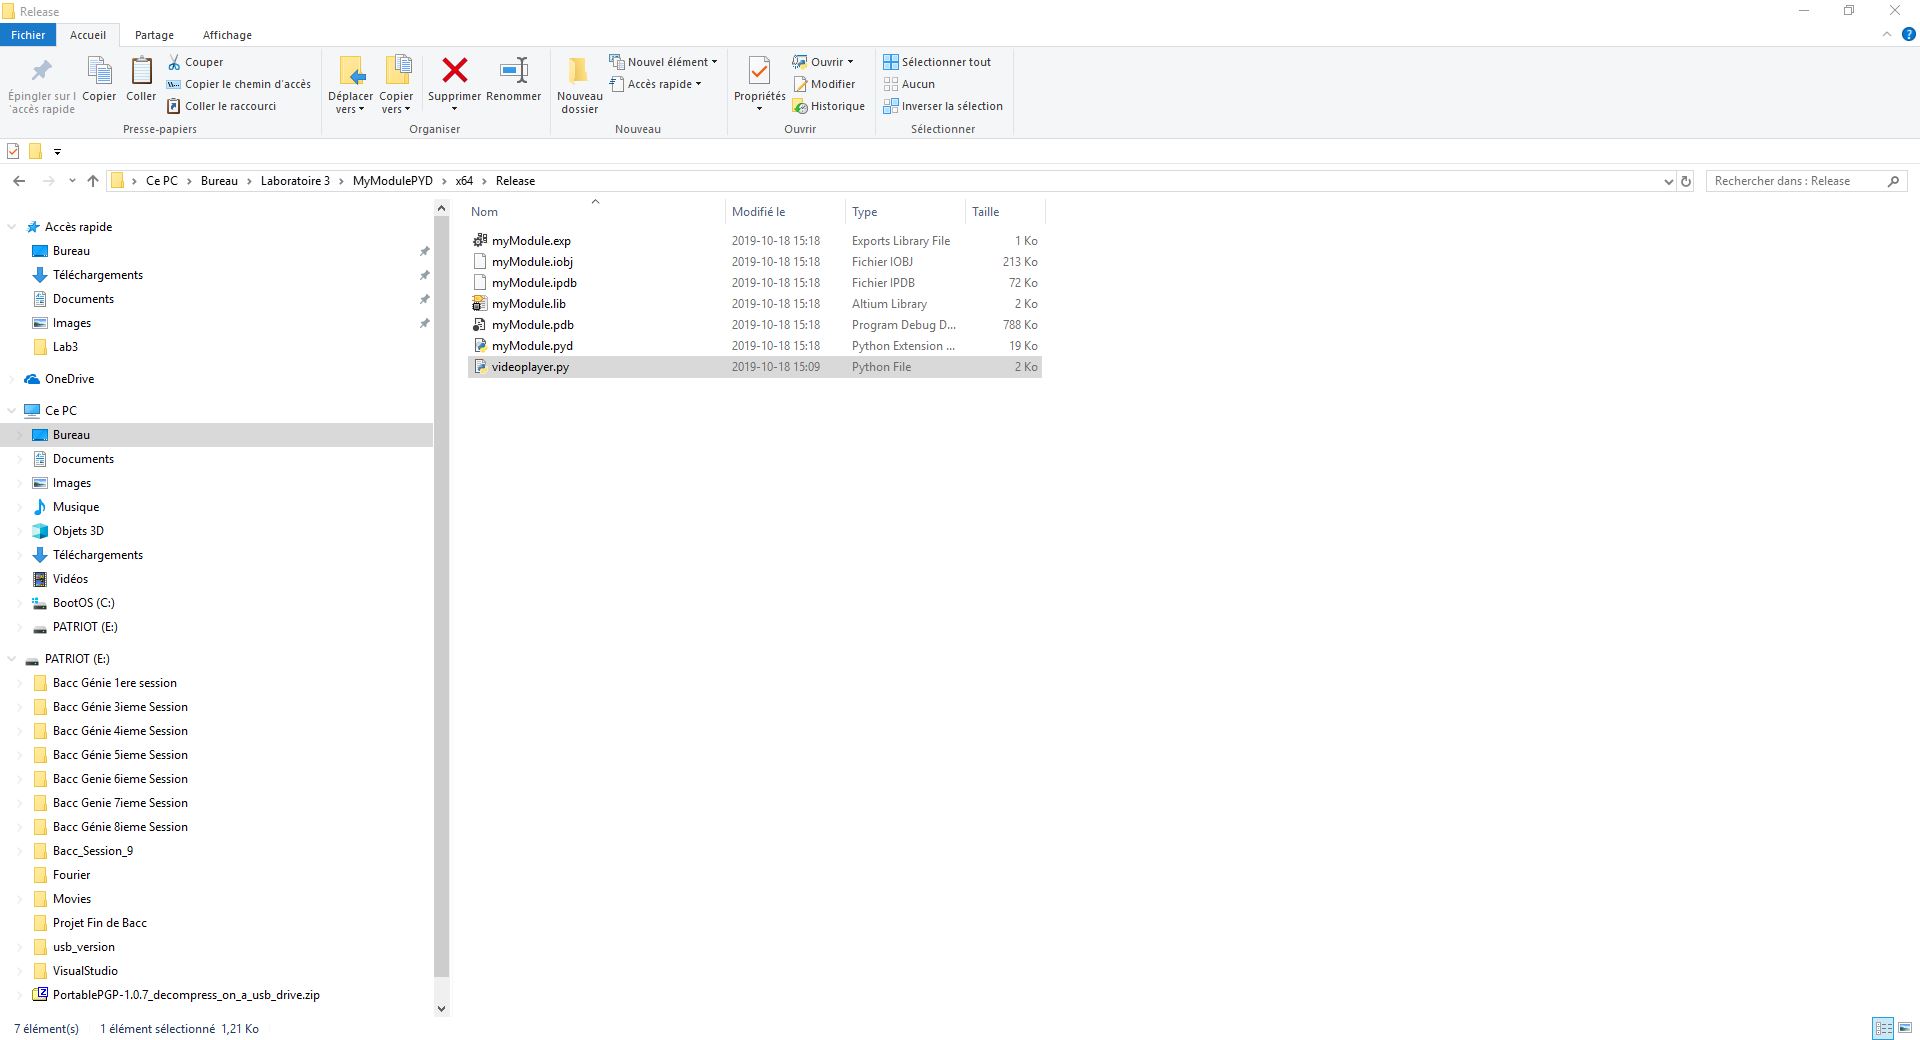 Release
Fichier Accueil Partage Affichage
Épingler sur l'accès rapide
Copier
Coller
Couper
Copier le chemin d'accès
Coller le raccourci
Presse-papiers
Déplacer vers
Copier vers
Supprimer
Renommer
Organiser
Nouveau dossier
Nouvel élément
Accès rapide
Nouveau
Propriétés
Ouvrir
Modifier
Historique
Ouvrir
Sélectionner tout
Aucun
Inverser la sélection
Sélectionner
Ce PC > Bureau > Laboratoire 3 > MyModulePYD > x64 > Release
Rechercher dans : Release
Accès rapide
Bureau
Téléchargements
Documents
Images
Lab3
OneDrive
Ce PC
Bureau
Documents
Images
Musique
Objets 3D
Téléchargements
Vidéos
BootOS (C:)
PATRIOT (E:)
PATRIOT (E:)
Bacc Génie 1ere session
Bacc Génie 3ieme Session
Bacc Génie 4ieme Session
Bacc Génie 5ieme Session
Bacc Genie 6ieme Session
Bacc Genie 7ieme Session
Bacc Génie 8ieme Session
Bacc_Session_9
Fourier
Movies
Projet Fin de Bacc
usb_version
VisualStudio
PortablePGP-1.0.7_decompress_on_a_usb_drive.zip
Nom Modifié le Type Taille
myModule.exp 2019-10-18 15:18 Exports Library File 1 Ko
myModule.iobj 2019-10-18 15:18 Fichier IOBJ 213 Ko
myModule.ipdb 2019-10-18 15:18 Fichier IPDB 72 Ko
myModule.lib 2019-10-18 15:18 Altium Library 2 Ko
myModule.pdb 2019-10-18 15:18 Program Debug D... 788 Ko
myModule.pyd 2019-10-18 15:18 Python Extension ... 19 Ko
videoplayer.py 2019-10-18 15:09 Python File 2 Ko
7 élément(s) 1 élément sélectionné 1,21 Ko